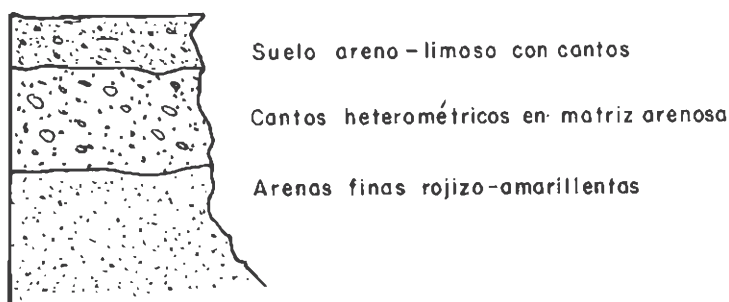 Suelo areno-limoso con cantos
Cantos heterométricos en matriz arenosa
Arenas finas rojizo-amarillentas